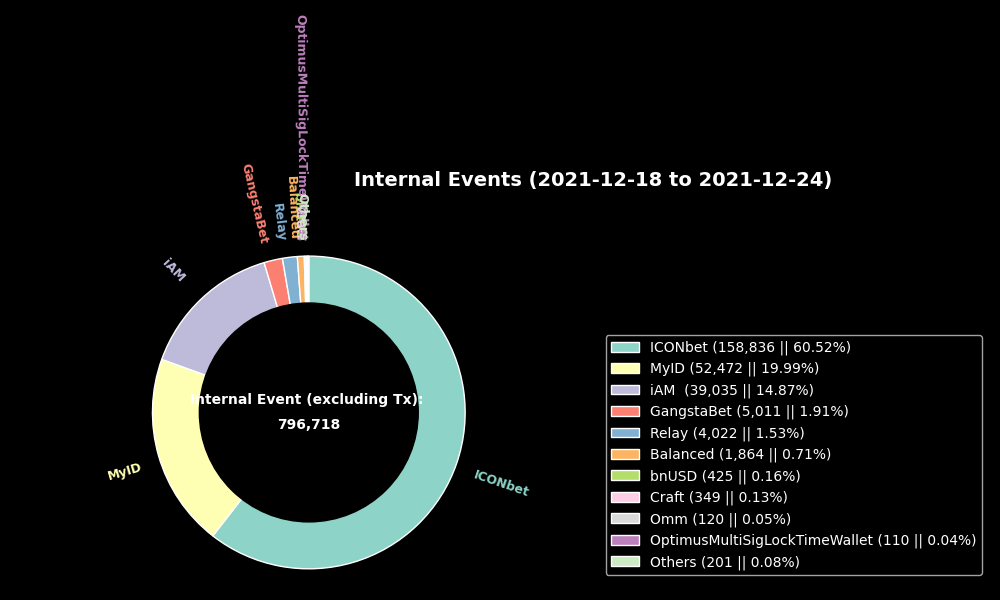 Internal Events (2021-12-18 to 2021-12-24)
OptimusMultiSigLockTimeWallet
Others
Balanced
Relay
GangstaBet
iAM
MyID
ICONbet
Internal Event (excluding Tx):
796,718
ICONbet (158,836 || 60.52%)
MyID (52,472 || 19.99%)
iAM  (39,035 || 14.87%)
GangstaBet (5,011 || 1.91%)
Relay (4,022 || 1.53%)
Balanced (1,864 || 0.71%)
bnUSD (425 || 0.16%)
Craft (349 || 0.13%)
Omm (120 || 0.05%)
OptimusMultiSigLockTimeWallet (110 || 0.04%)
Others (201 || 0.08%)